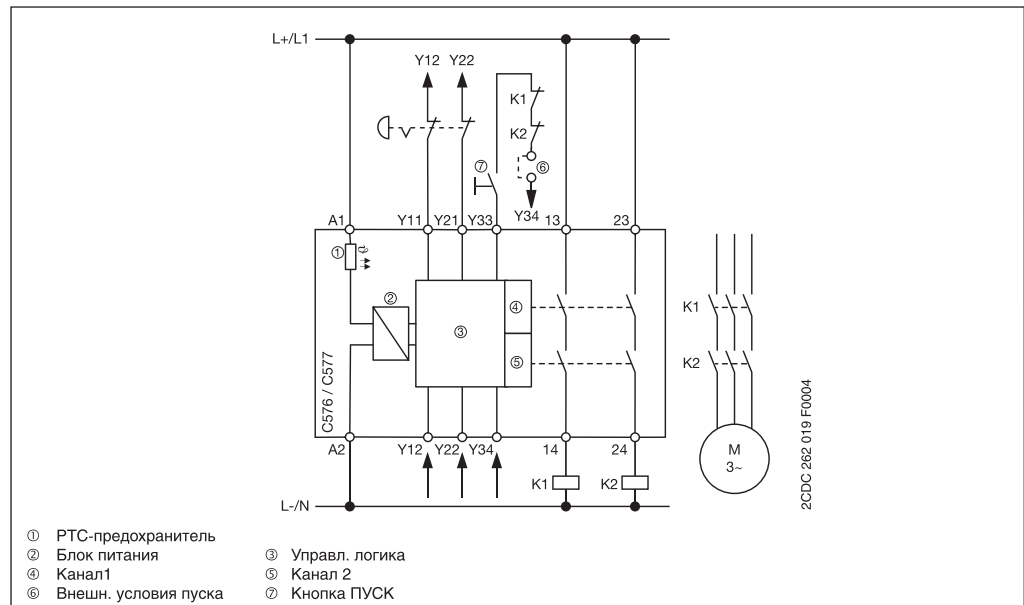 L+/L1
Y12 Y22
K1
K2
⑦
⑥
Y34
A1 Y11 Y21 Y33 13 23
①
②
③
④
⑤
C576 / C577
K1
K2
M
3~
A2 Y12 Y22 Y34 14 24
K1 K2
L-/N
2CDC 262 019 F0004
① PTC-предохранитель
② Блок питания ③ Управл. логика
④ Канал1 ⑤ Канал 2
⑥ Внешн. условия пуска ⑦ Кнопка ПУСК